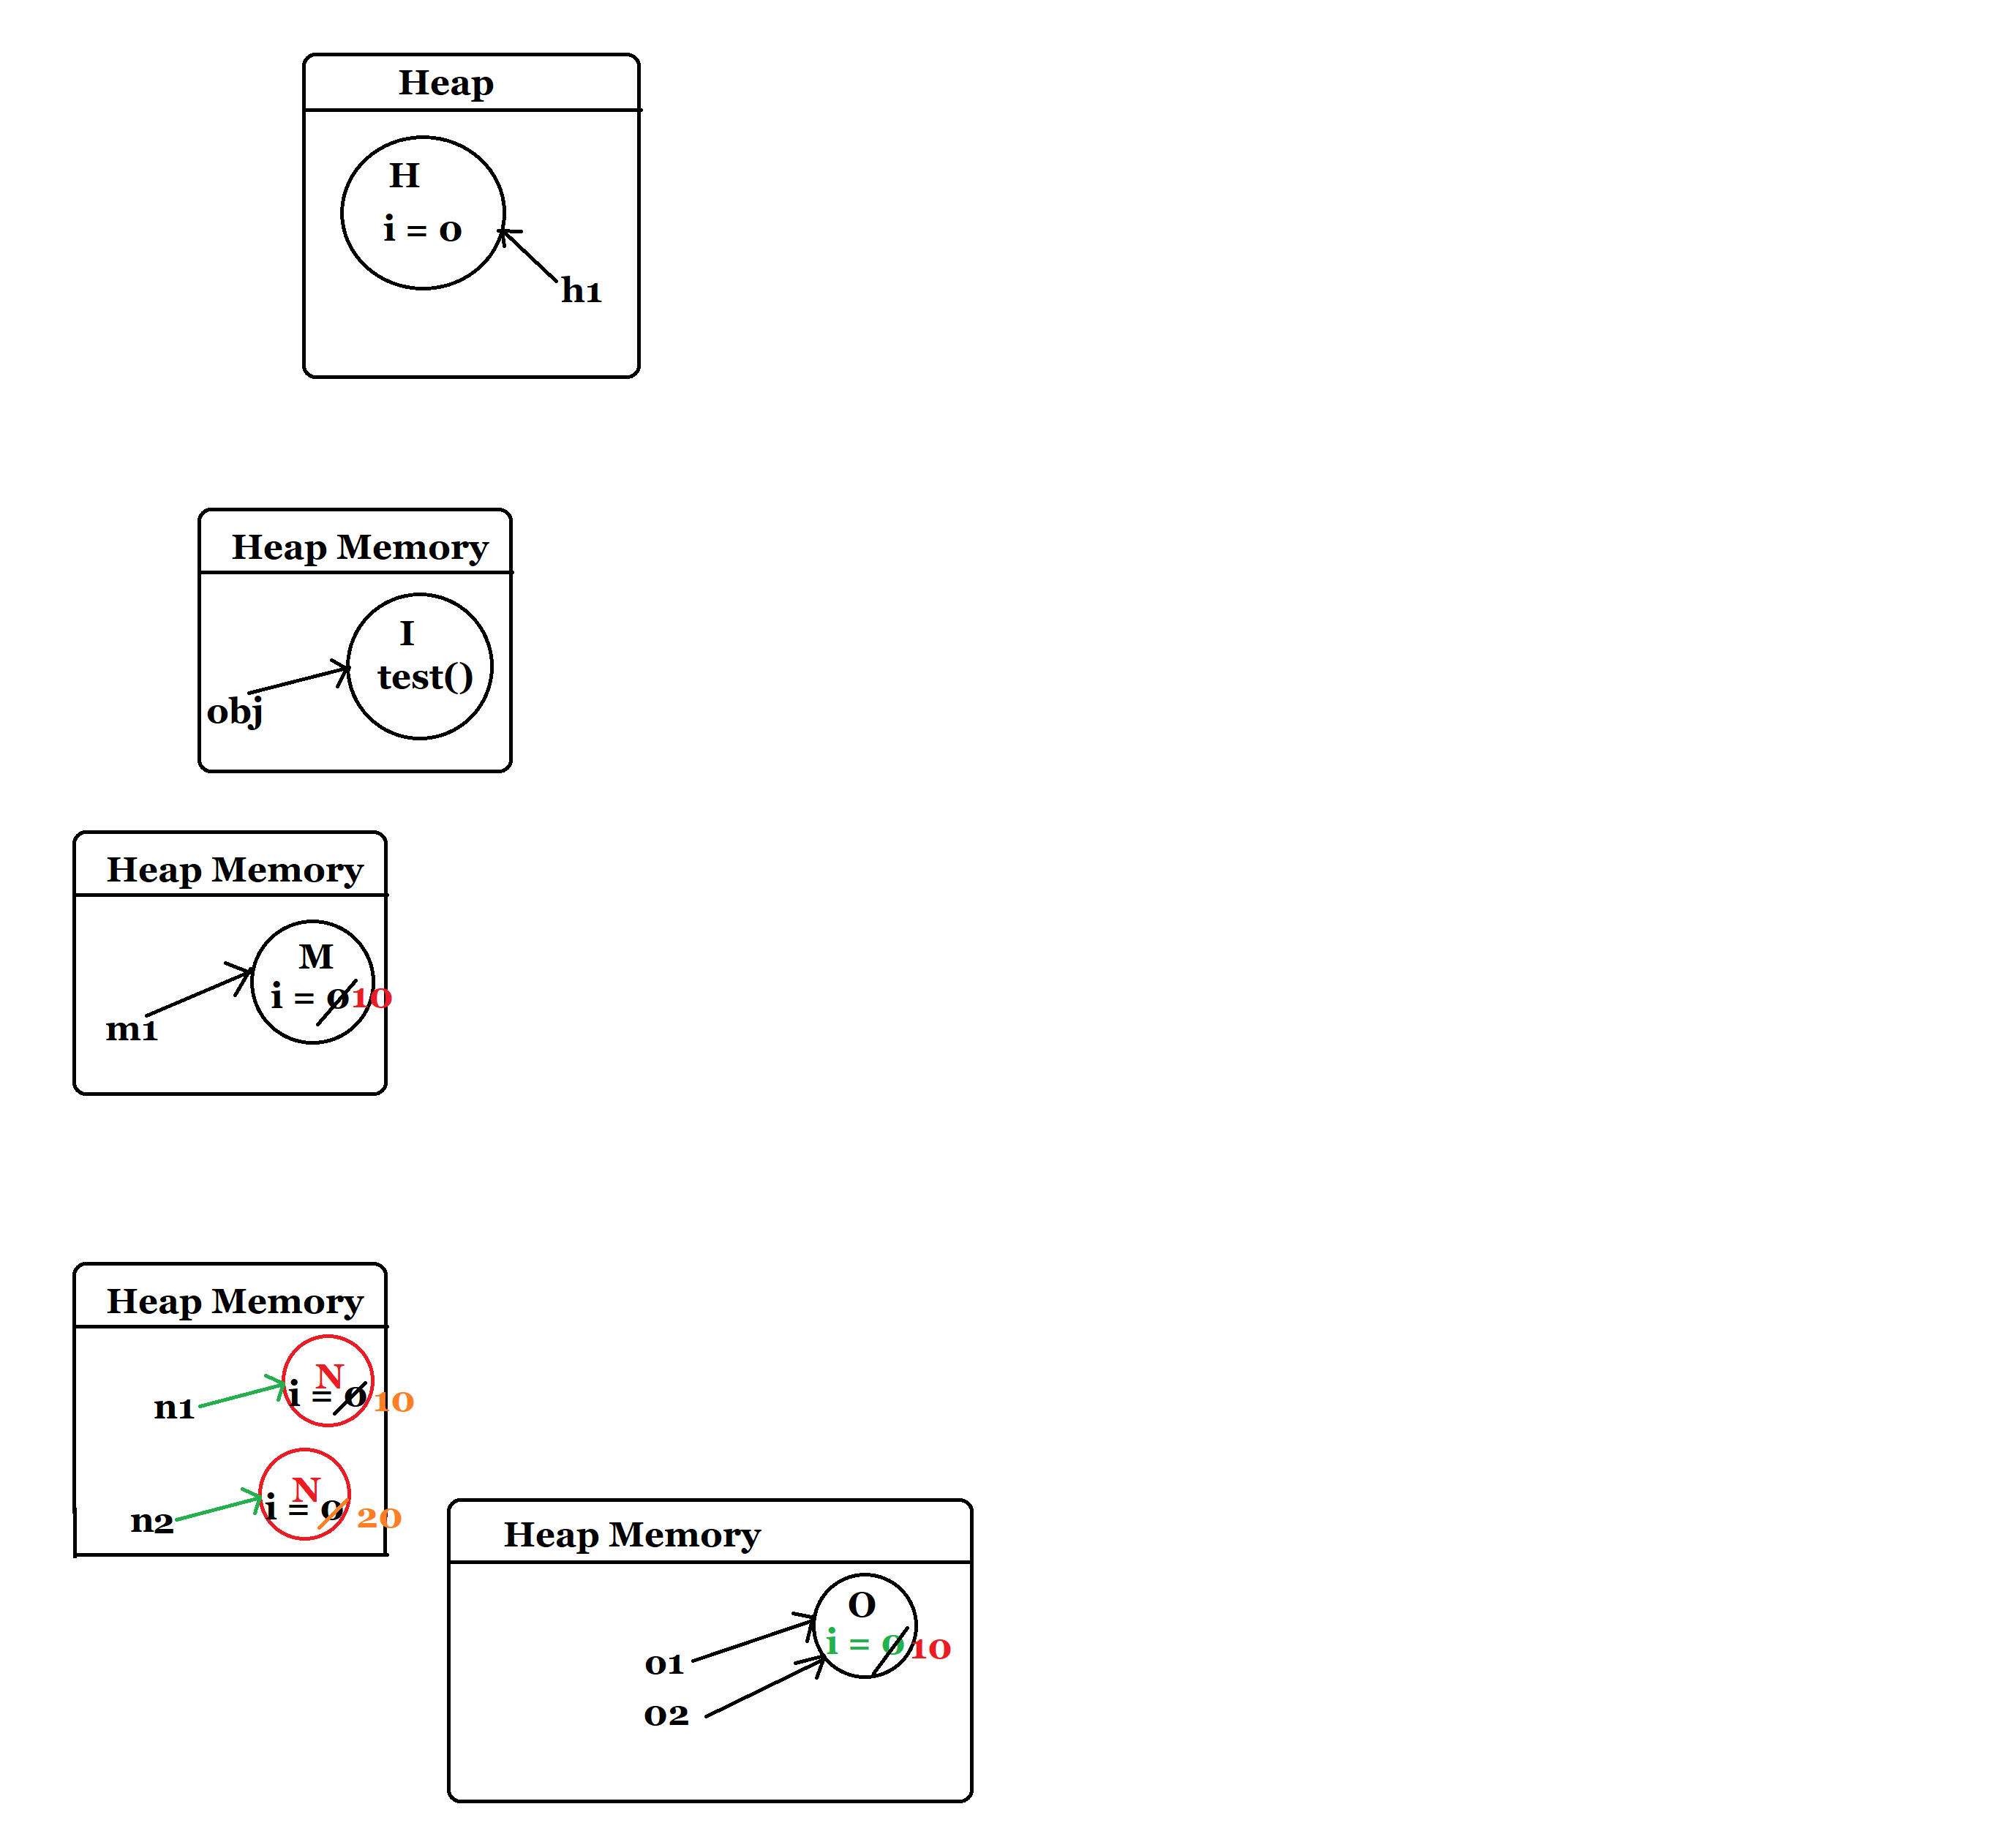 Heap
H
i = 0
h1
Heap Memory
I
test()
obj
Heap Memory
M
i = 0 10
m1
Heap Memory
N
i = 0 10
n1
N
i = 0 20
n2
Heap Memory
O
i = 0 10
o1
o2